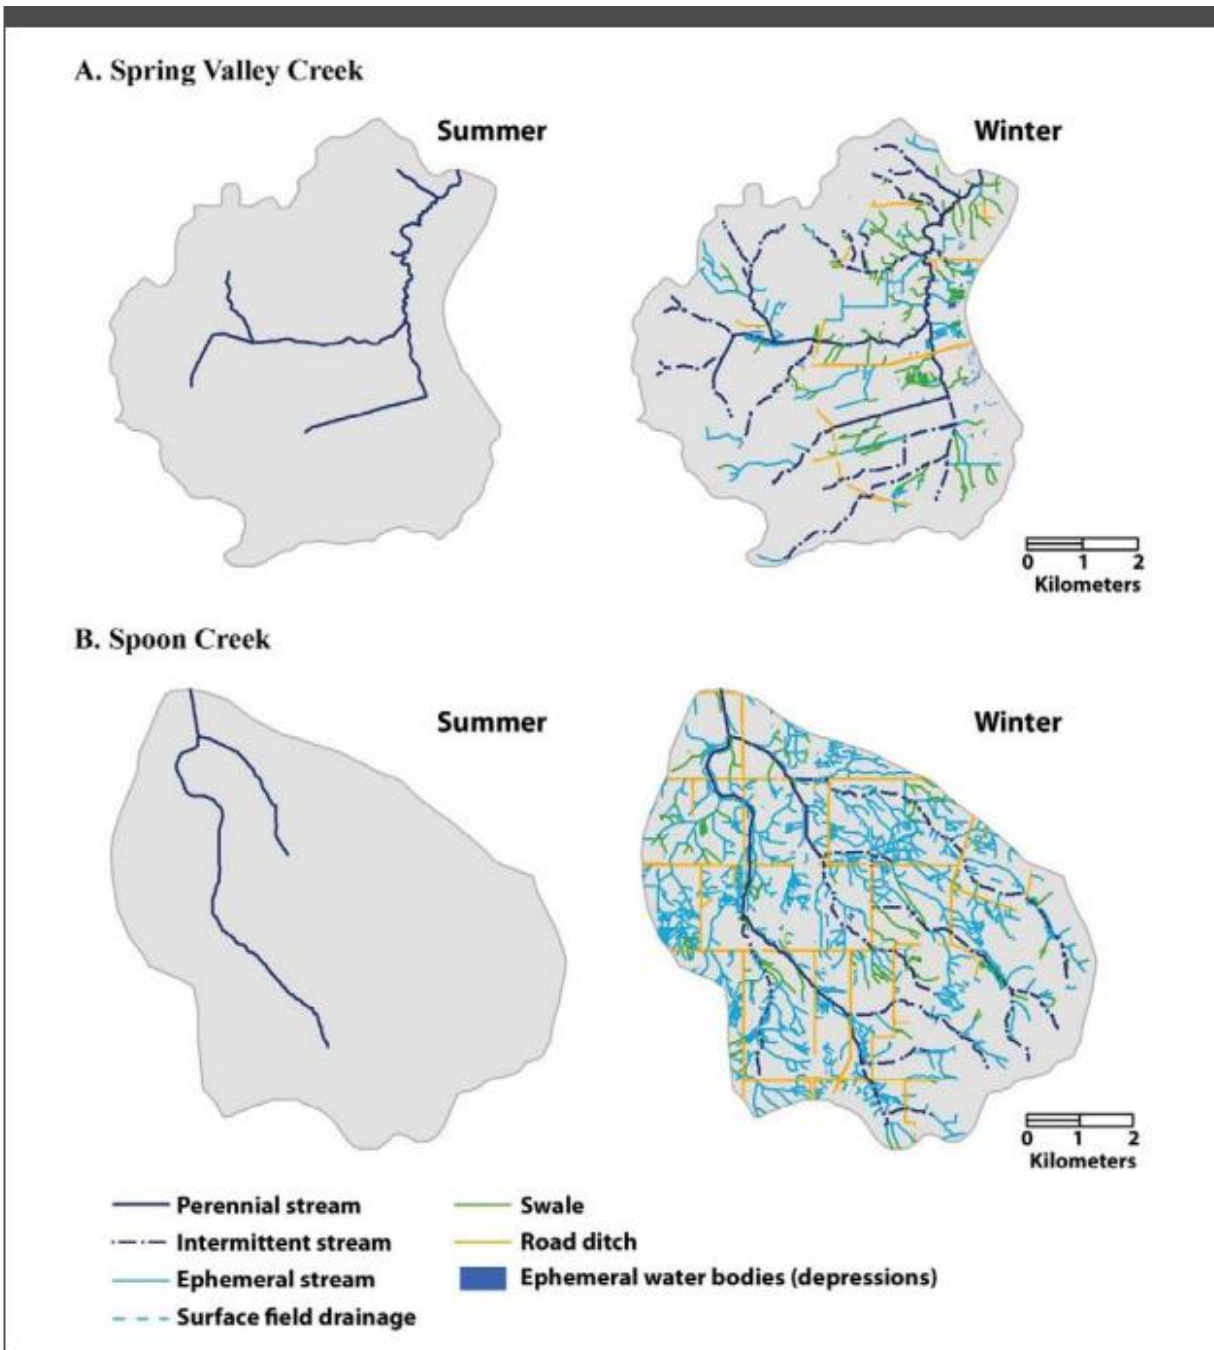 A. Spring Valley Creek
Summer
Winter
0 1 2
Kilometers
B. Spoon Creek
Summer
Winter
0 1 2
Kilometers
Perennial stream
Intermittent stream
Ephemeral stream
Surface field drainage
Swale
Road ditch
Ephemeral water bodies (depressions)